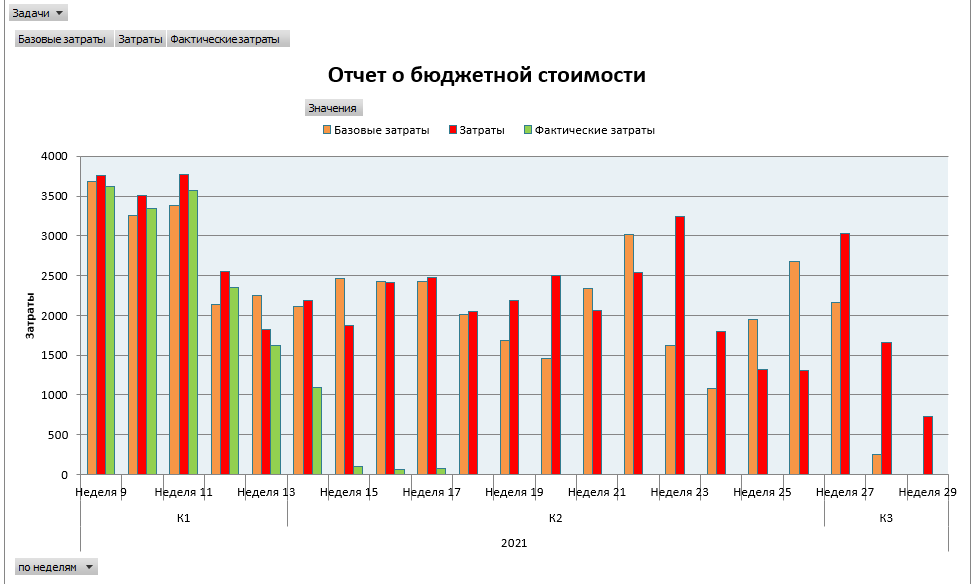 Задачи
Базовые затраты Затраты Фактические затраты
Отчет о бюджетной стоимости
Значения
Базовые затраты Затраты Фактические затраты
4000
3500
3000
2500
2000
1500
1000
500
0
Затраты
Неделя 9 Неделя 11 Неделя 13 Неделя 15 Неделя 17 Неделя 19 Неделя 21 Неделя 23 Неделя 25 Неделя 27 Неделя 29
К1 К2 К3
2021
по неделям